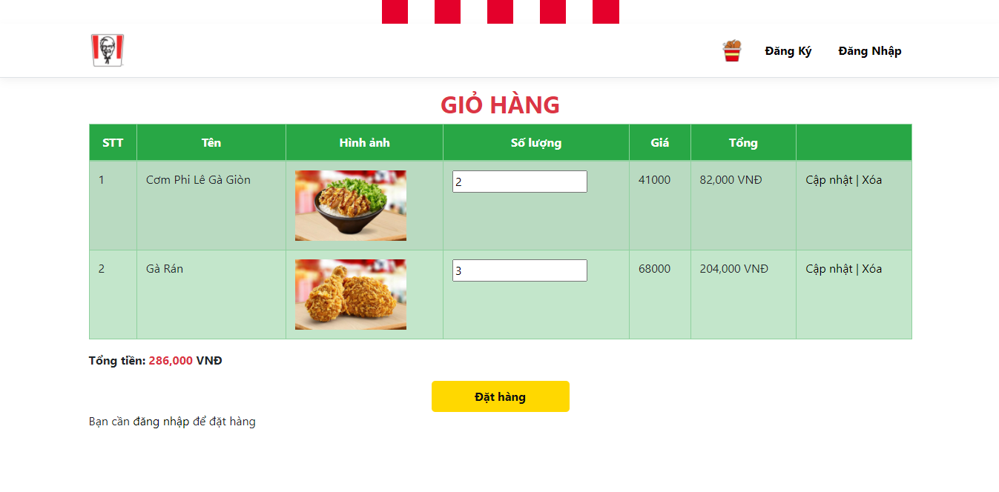 Đăng Ký Đăng Nhập
GIỎ HÀNG
STT Tên Hình ảnh Số lượng Giá Tổng
1 Cơm Phi Lê Gà Giòn 2 41000 82,000 VNĐ Cập nhật | Xóa
2 Gà Rán 3 68000 204,000 VNĐ Cập nhật | Xóa
Tổng tiền: 286,000 VNĐ
Đặt hàng
Bạn cần đăng nhập để đặt hàng